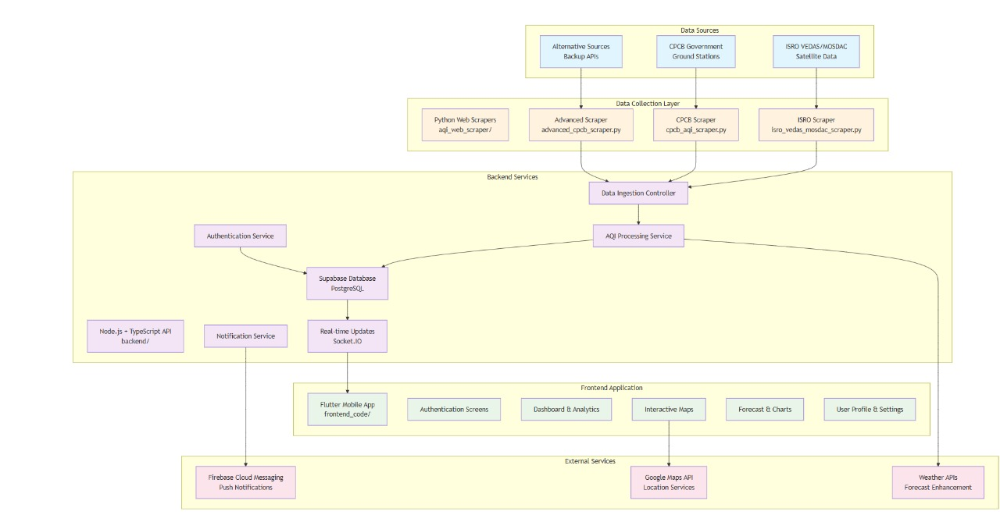 Data Sources
Alternative Sources
Backup APIs
CPCB Government
Ground Stations
ISRO VEDAS/MOSDAC
Satellite Data
Data Collection Layer
Python Web Scrapers
aqi_web_scraper/
Advanced Scraper
advanced_cpcb_scraper.py
CPCB Scraper
cpcb_aqi_scraper.py
ISRO Scraper
isro_vedas_mosdac_scraper.py
Backend Services
Data Ingestion Controller
Authentication Service
AQI Processing Service
Supabase Database
PostgreSQL
Node.js + TypeScript API
backend/
Notification Service
Real-time Updates
Socket.IO
Frontend Application
Flutter Mobile App
frontend_code/
Authentication Screens
Dashboard & Analytics
Interactive Maps
Forecast & Charts
User Profile & Settings
External Services
Firebase Cloud Messaging
Push Notifications
Google Maps API
Location Services
Weather APIs
Forecast Enhancement